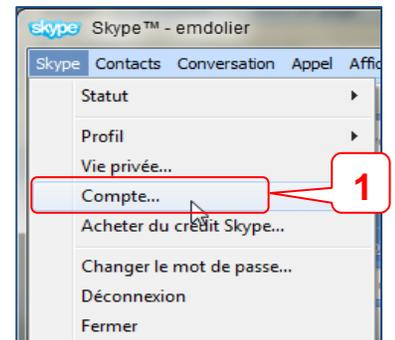 skype Skype™ - emdolier
Skype Contacts Conversation Appel Affic
Statut
Profil
Vie privée...
Compte...
1
Acheter du crédit Skype...
Changer le mot de passe...
Déconnexion
Fermer